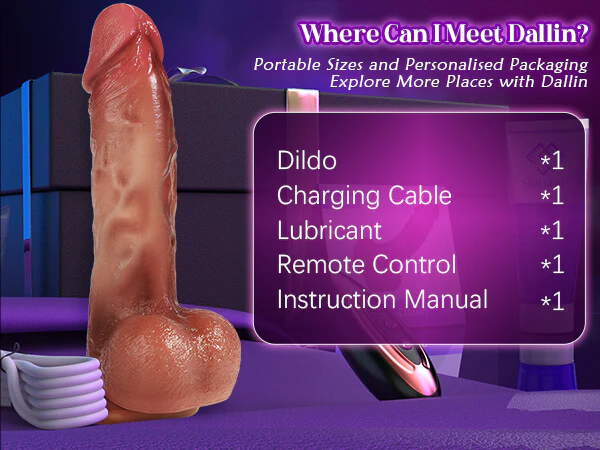 Where Can I Meet Dallin?
Portable Sizes and Personalised Packaging
Explore More Places with Dallin
Dildo *1
Charging Cable *1
Lubricant *1
Remote Control *1
Instruction Manual *1